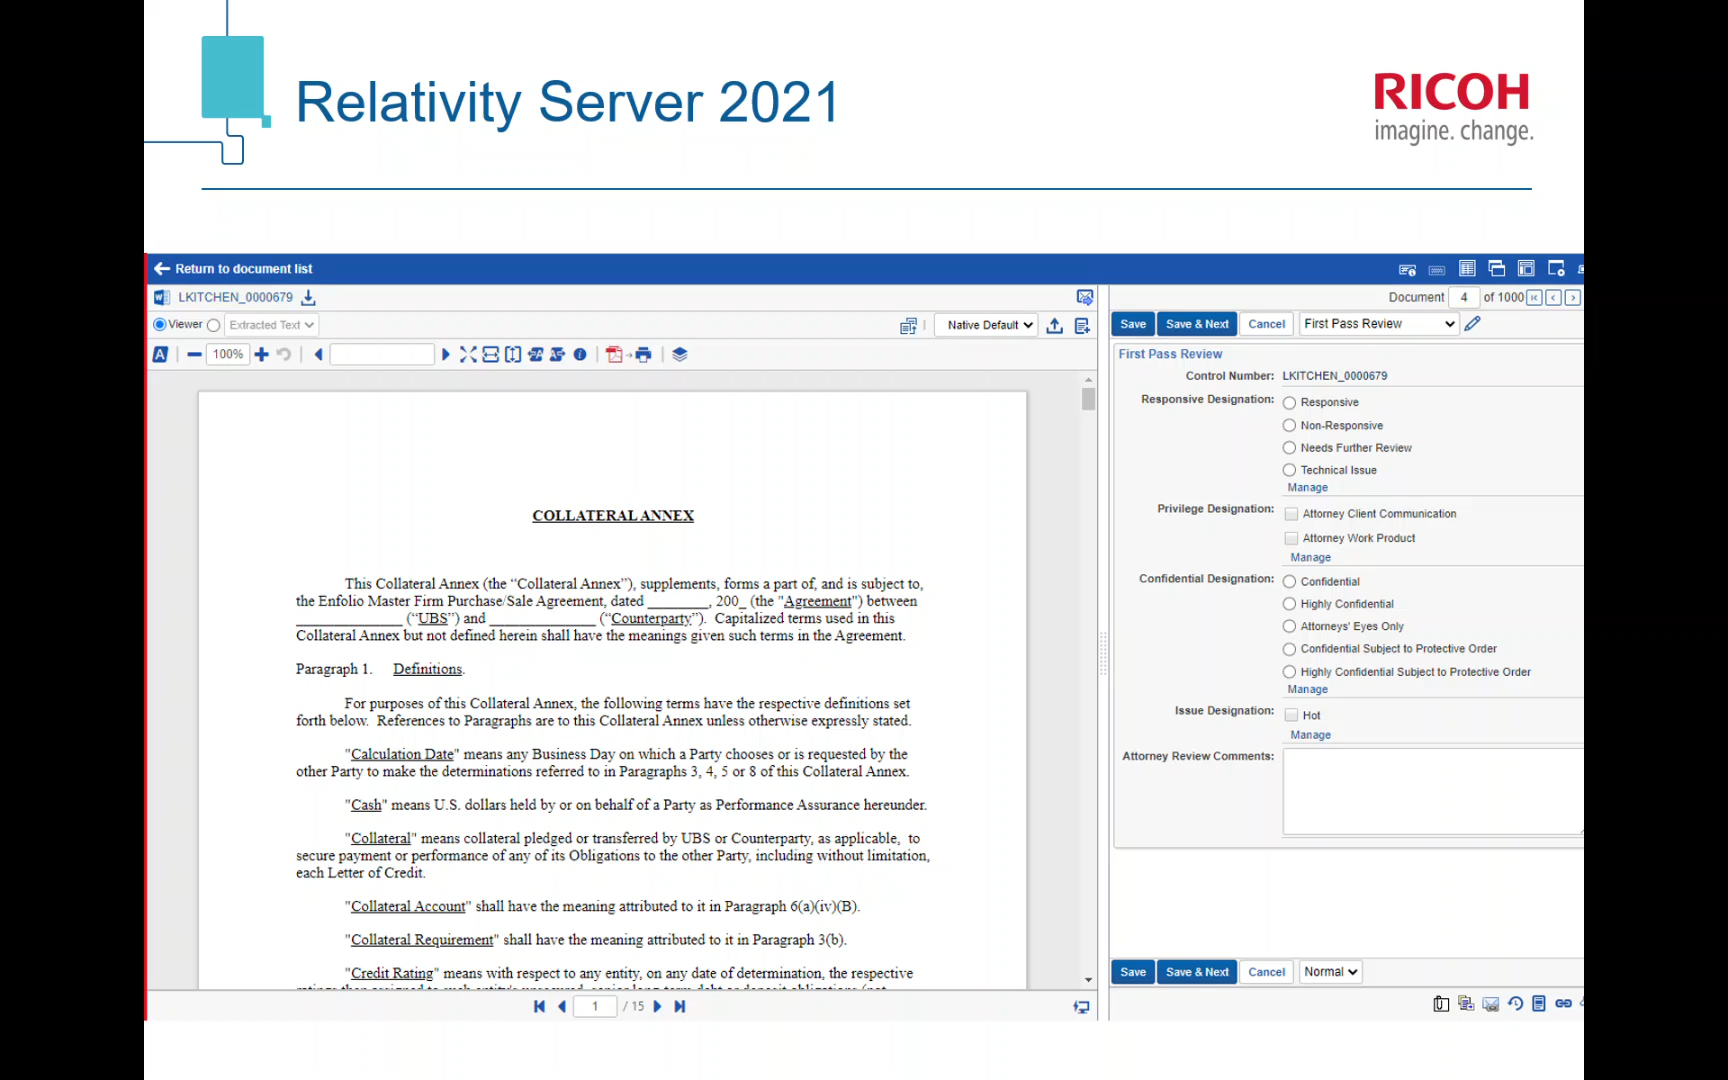 Relativity Server 2021
RICOH
imagine. change.
Return to document list
LKITCHEN_0000679
Document 4 of 1000
Viewer Extracted Text
Native Default
Save Save & Next Cancel First Pass Review
100%
First Pass Review
Control Number: LKITCHEN_0000679
Responsive Designation: Responsive
Non-Responsive
Needs Further Review
Technical Issue
Manage
Privilege Designation: Attorney Client Communication
Attorney Work Product
Manage
Confidential Designation: Confidential
Highly Confidential
Attorneys' Eyes Only
Confidential Subject to Protective Order
Highly Confidential Subject to Protective Order
Manage
Issue Designation: Hot
Manage
Attorney Review Comments:
Save Save & Next Cancel Normal
COLLATERAL ANNEX
This Collateral Annex (the “Collateral Annex”), supplements, forms a part of, and is subject to,
the Enfolio Master Firm Purchase/Sale Agreement, dated ________, 200_ (the "Agreement") between
______________ (“UBS”) and ______________ (“Counterparty”). Capitalized terms used in this
Collateral Annex but not defined herein shall have the meanings given such terms in the Agreement.
Paragraph 1. Definitions.
For purposes of this Collateral Annex, the following terms have the respective definitions set
forth below. References to Paragraphs are to this Collateral Annex unless otherwise expressly stated.
"Calculation Date" means any Business Day on which a Party chooses or is requested by the
other Party to make the determinations referred to in Paragraphs 3, 4, 5 or 8 of this Collateral Annex.
"Cash" means U.S. dollars held by or on behalf of a Party as Performance Assurance hereunder.
"Collateral" means collateral pledged or transferred by UBS or Counterparty, as applicable, to
secure payment or performance of any of its Obligations to the other Party, including without limitation,
each Letter of Credit.
"Collateral Account" shall have the meaning attributed to it in Paragraph 6(a)(iv)(B).
"Collateral Requirement" shall have the meaning attributed to it in Paragraph 3(b).
"Credit Rating" means with respect to any entity, on any date of determination, the respective
1 / 15